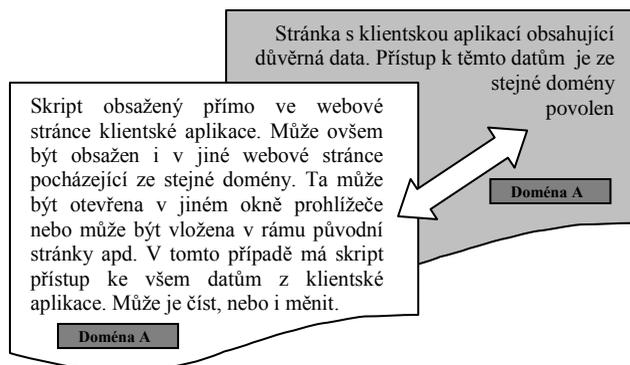 Stránka s klientskou aplikací obsahující
důvěrná data. Přístup k těmto datům je ze
stejné domény
povolen
Doména A
Skript obsažený přímo ve webové
stránce klientské aplikace. Může ovšem
být obsažen i v jiné webové stránce
pocházející ze stejné domény. Ta může
být otevřena v jiném okně prohlížeče
nebo může být vložena v rámu původní
stránky apd. V tomto případě má skript
přístup ke všem datům z klientské
aplikace. Může je číst, nebo i měnit.
Doména A